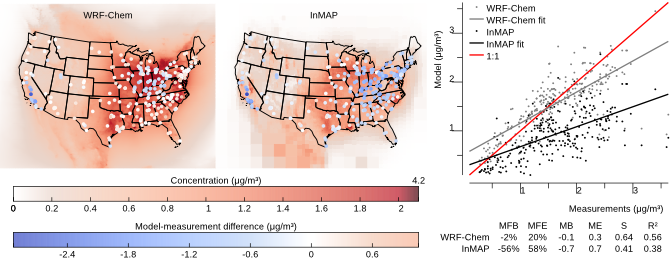 WRF-Chem
InMAP
Concentration (μg/m³)
4.2
0 0.2 0.4 0.6 0.8 1 1.2 1.4 1.6 1.8 2
Model-measurement difference (μg/m³)
-2.4 -1.8 -1.2 -0.6 0 0.6
WRF-Chem
WRF-Chem fit
InMAP
InMAP fit
1:1
Model (μg/m³)
3
2
1
1 2 3
Measurements (μg/m³)
MFB MFE MB ME S R²
WRF-Chem -2% 20% -0.1 0.3 0.64 0.56
InMAP -56% 58% -0.7 0.7 0.41 0.38